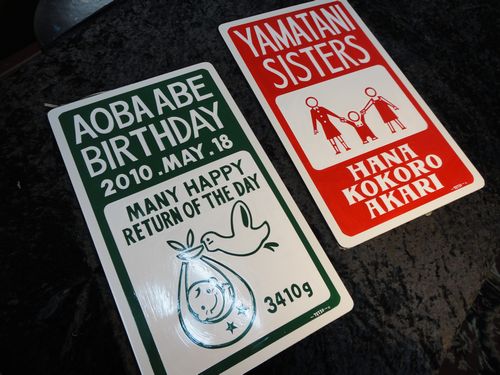 AOBA ABE
BIRTHDAY
2010.MAY.18
MANY HAPPY
RETURN OF THE DAY
3410g
YAMATANI
SISTERS
HANA
KOKORO
AKARI